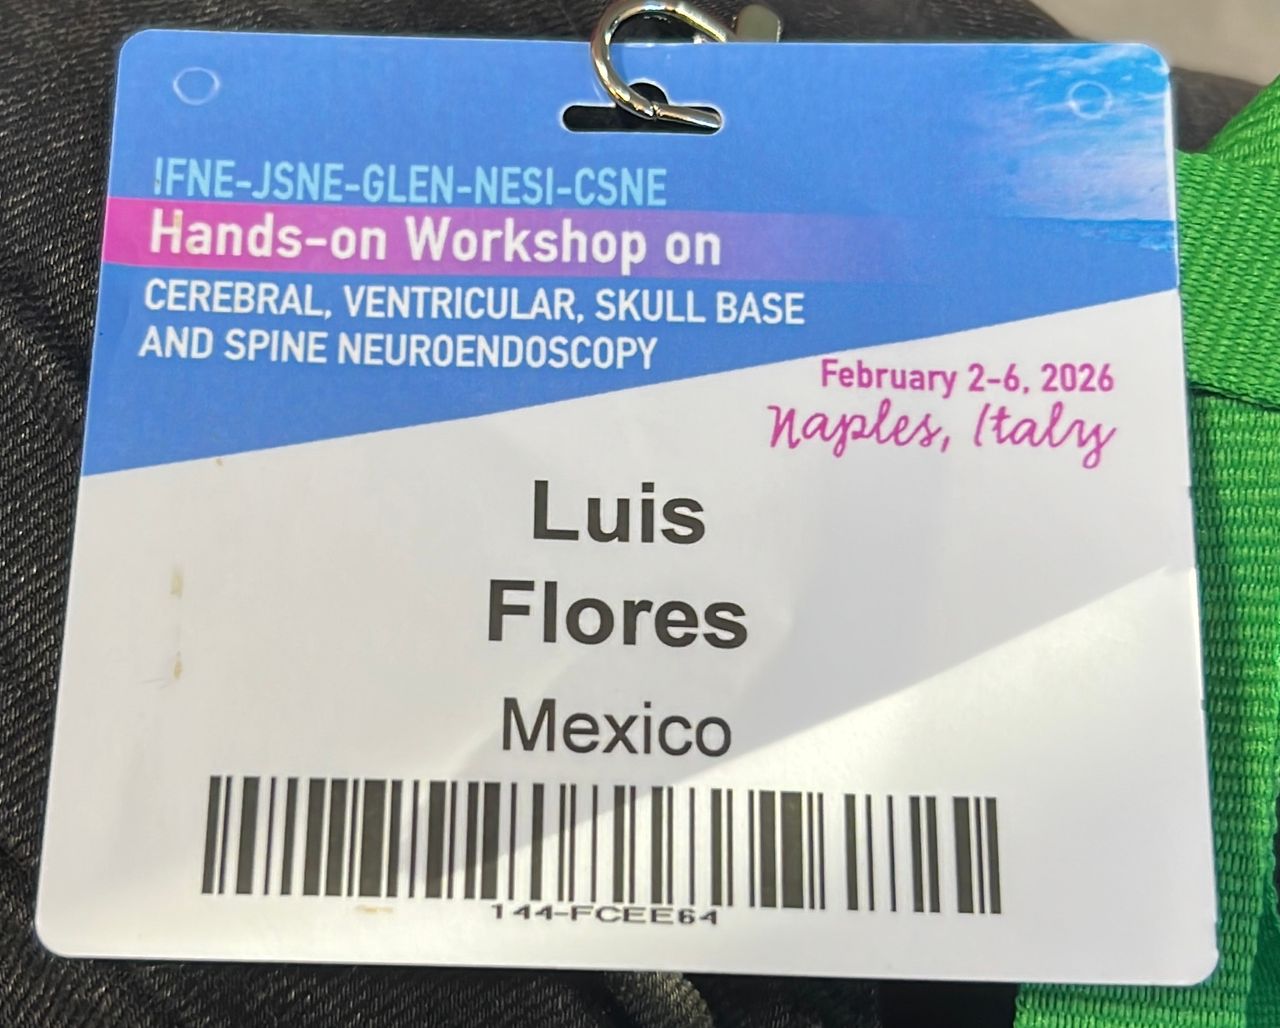 IFNE-JSNE-GLEN-NESI-CSNE
Hands-on Workshop on
CEREBRAL, VENTRICULAR, SKULL BASE
AND SPINE NEUROENDOSCOPY
February 2-6, 2026
Naples, Italy
Luis
Flores
Mexico
144-FCEE64